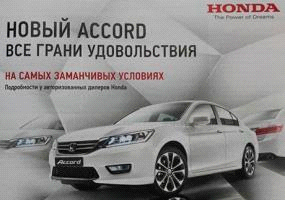 HONDA
The Power of Dreams
НОВЫЙ ACCORD
ВСЕ ГРАНИ УДОВОЛЬСТВИЯ
НА САМЫХ ЗАМАНЧИВЫХ УСЛОВИЯХ
Подробности у авторизованных дилеров Honda
Accord